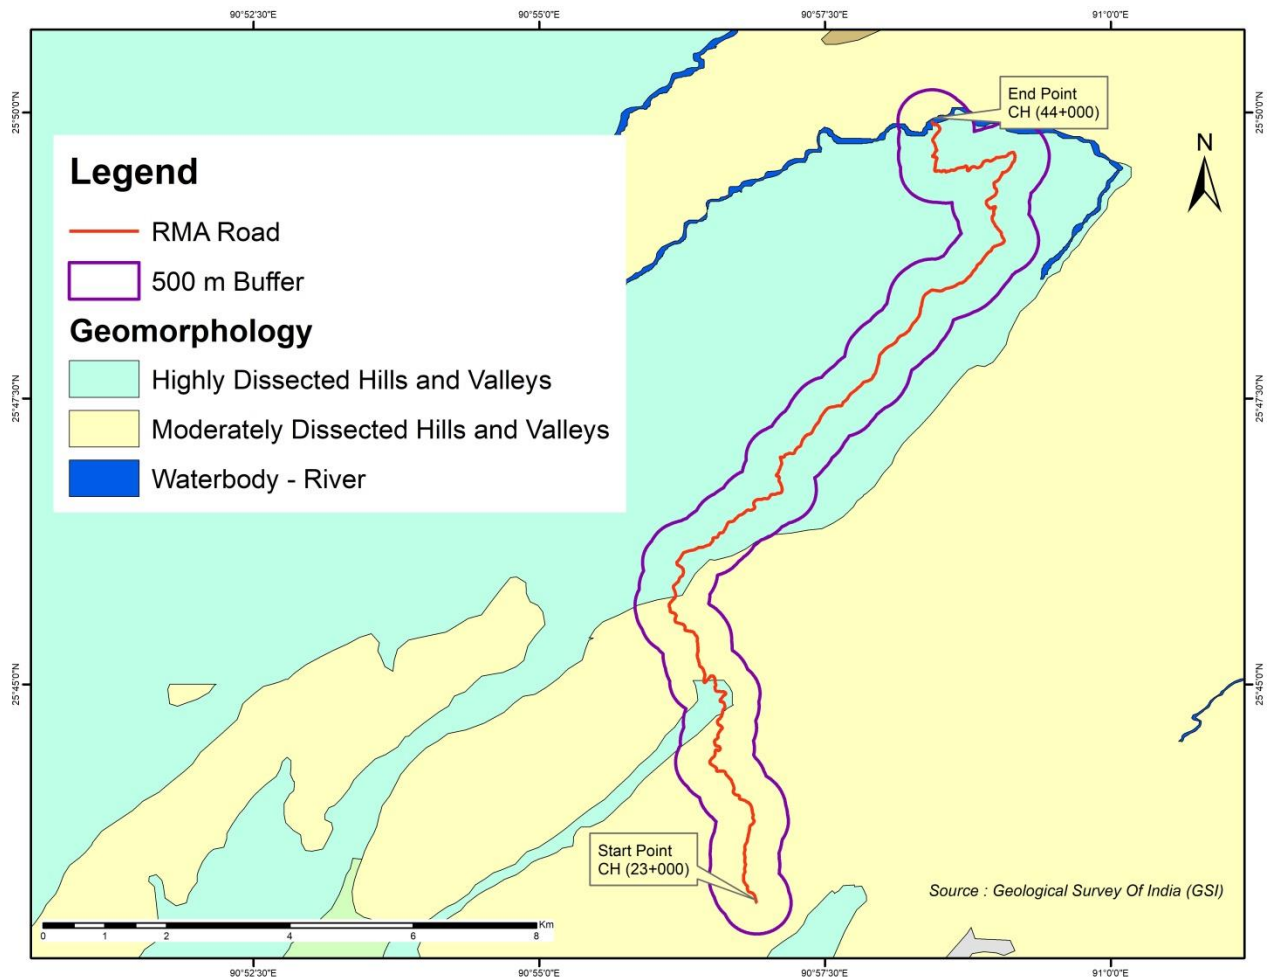 90°52'30"E 90°55'0"E 90°57'30"E 91°0'0"E
25°50'0"N
25°50'0"N
End Point
CH (44+000)
N
Legend
RMA Road
500 m Buffer
Geomorphology
Highly Dissected Hills and Valleys
Moderately Dissected Hills and Valleys
Waterbody - River
25°47'30"N
25°47'30"N
25°45'0"N
25°45'0"N
Start Point
CH (23+000)
Source : Geological Survey Of India (GSI)
Km
0 1 2 4 6 8
90°52'30"E 90°55'0"E 90°57'30"E 91°0'0"E